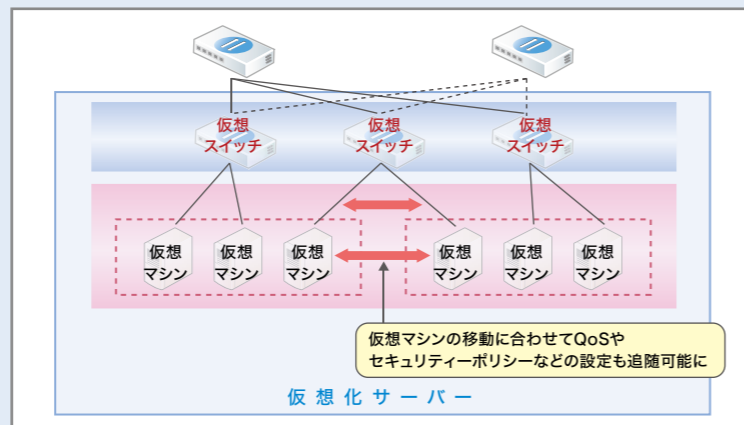 仮想
スイッチ
仮想
スイッチ
仮想
スイッチ
仮想
マシン
仮想
マシン
仮想
マシン
仮想
マシン
仮想
マシン
仮想
マシン
仮想マシンの移動に合わせてQoSや
セキュリティーポリシーなどの設定も追随可能に
仮想化サーバー